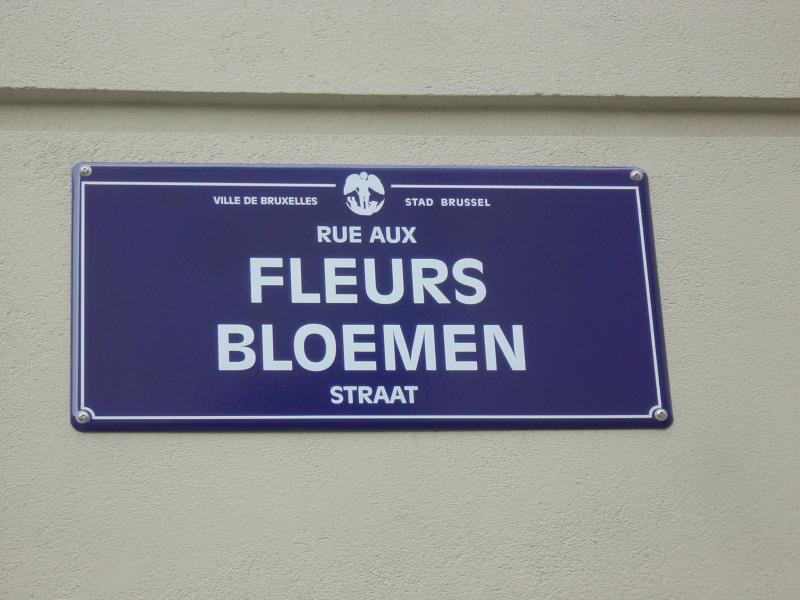 VILLE DE BRUXELLES STAD BRUSSEL
RUE AUX
FLEURS
BLOEMEN
STRAAT